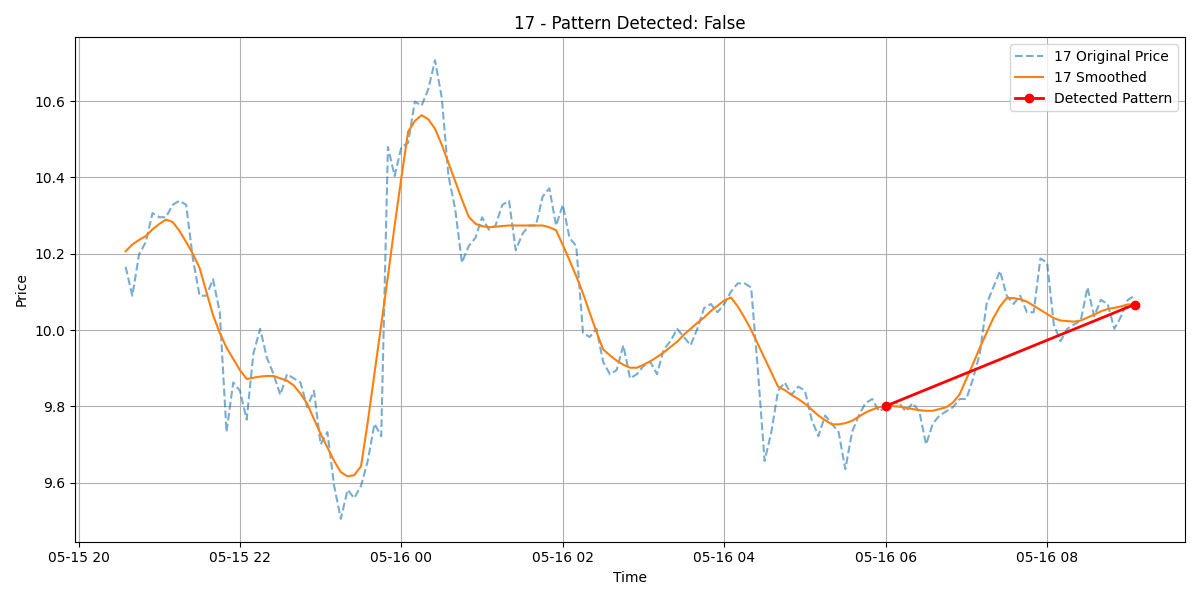 17 - Pattern Detected: False
17 Original Price
17 Smoothed
Detected Pattern
Price
10.6
10.4
10.2
10.0
9.8
9.6
05-15 20 05-15 22 05-16 00 05-16 02 05-16 04 05-16 06 05-16 08
Time